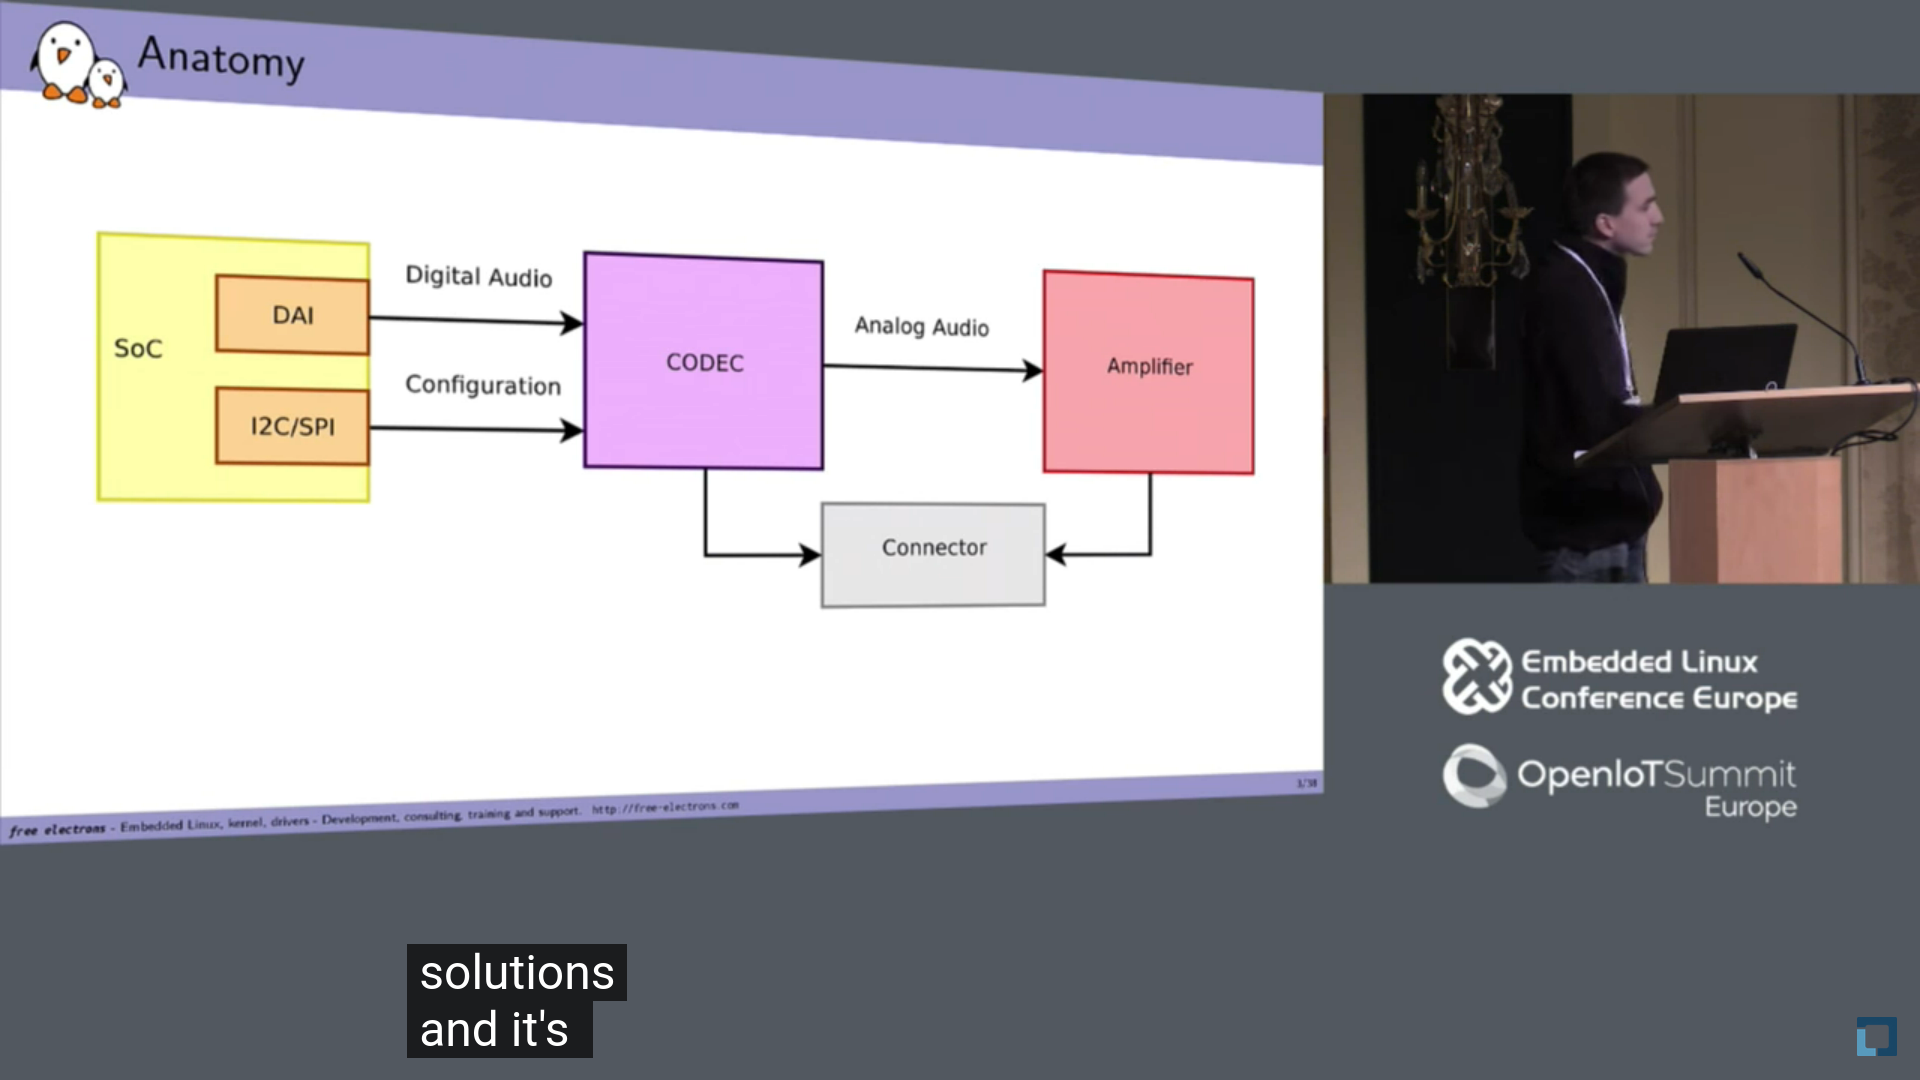 Anatomy
SoC
DAI
I2C/SPI
Digital Audio
Configuration
CODEC
Analog Audio
Amplifier
Connector
free electrons - Embedded Linux, kernel, drivers - Development, consulting, training and support. http://free-electrons.com
Embedded Linux
Conference Europe
OpenIoTSummit
Europe
solutions
and it's